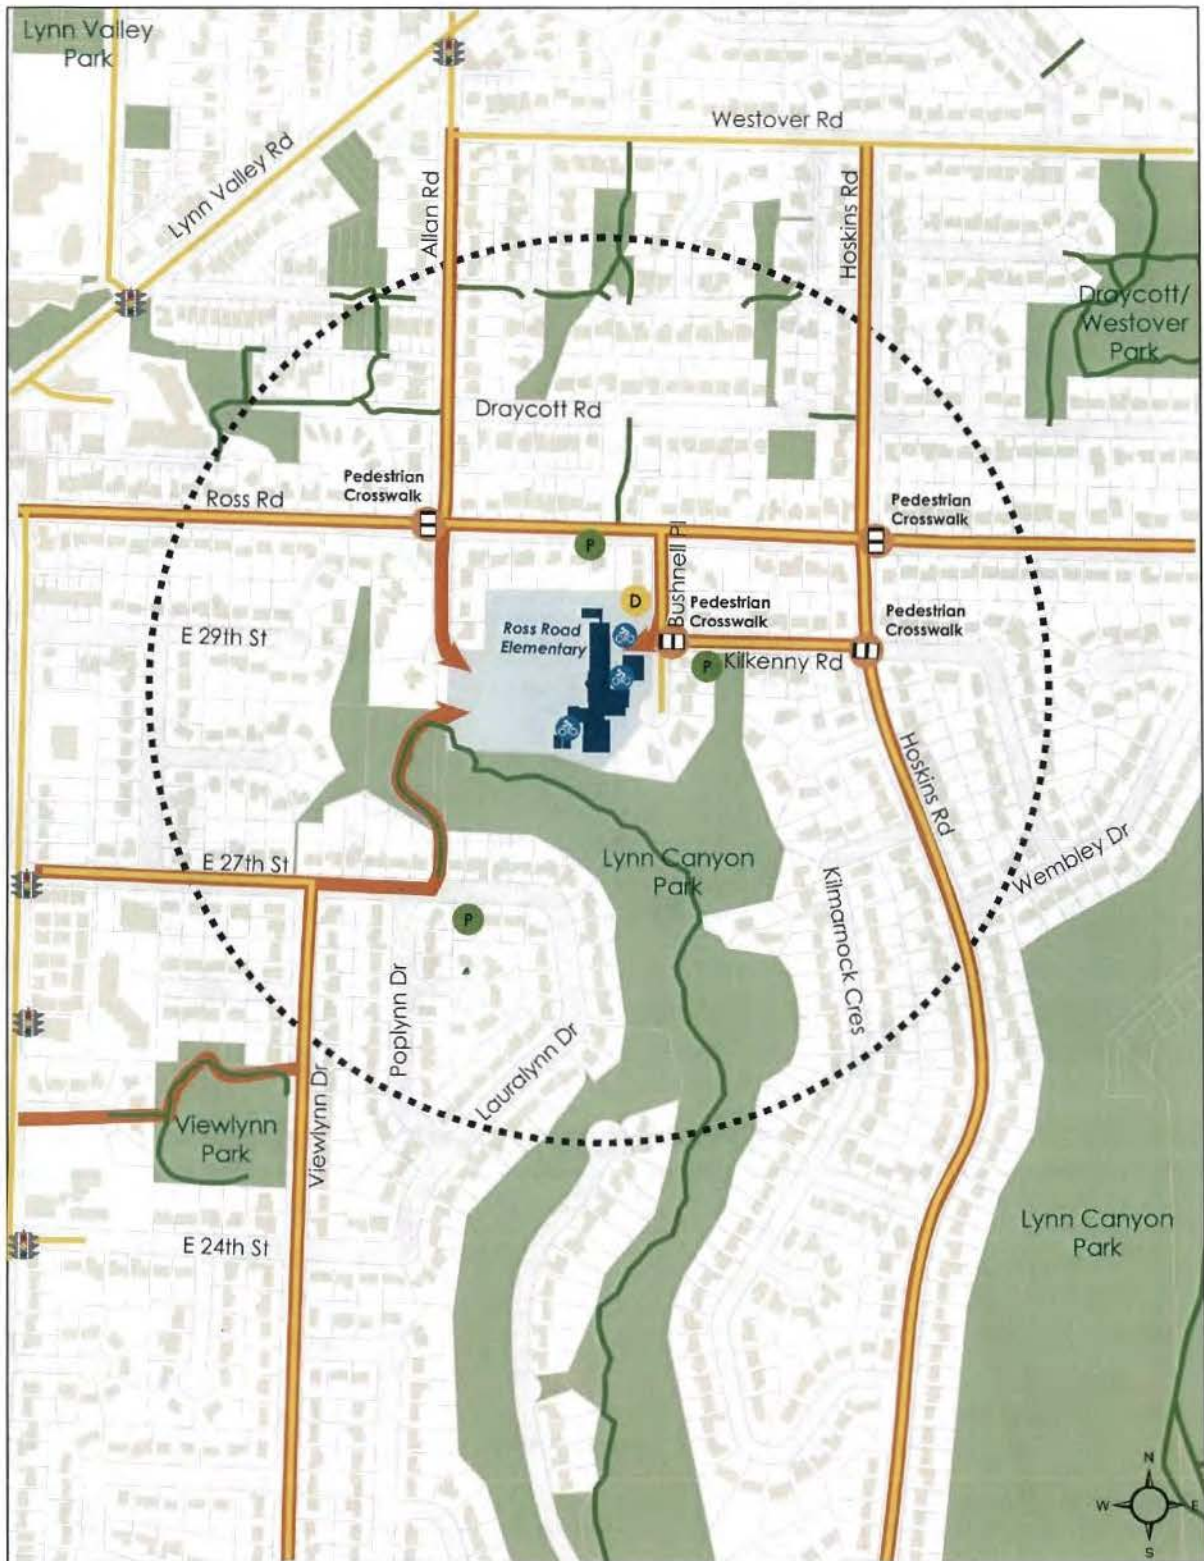 Lynn Valley
Park
Westover Rd
Lynn Valley Rd
Allan Rd
Hoskins Rd
Draycott/
Westover
Park
Draycott Rd
Pedestrian
Crosswalk
Ross Rd
Pedestrian
Crosswalk
P
Bushnell Pl
D
Pedestrian
Crosswalk
Pedestrian
Crosswalk
E 29th St
Ross Road
Elementary
P
Kilkenny Rd
Hoskins Rd
E 27th St
Lynn Canyon
Park
Wembley Dr
Kilmarnock Cres
P
Poplynn Dr
Lauralynn Dr
Viewlynn Dr
Viewlynn
Park
E 24th St
Lynn Canyon
Park
N
W
E
S